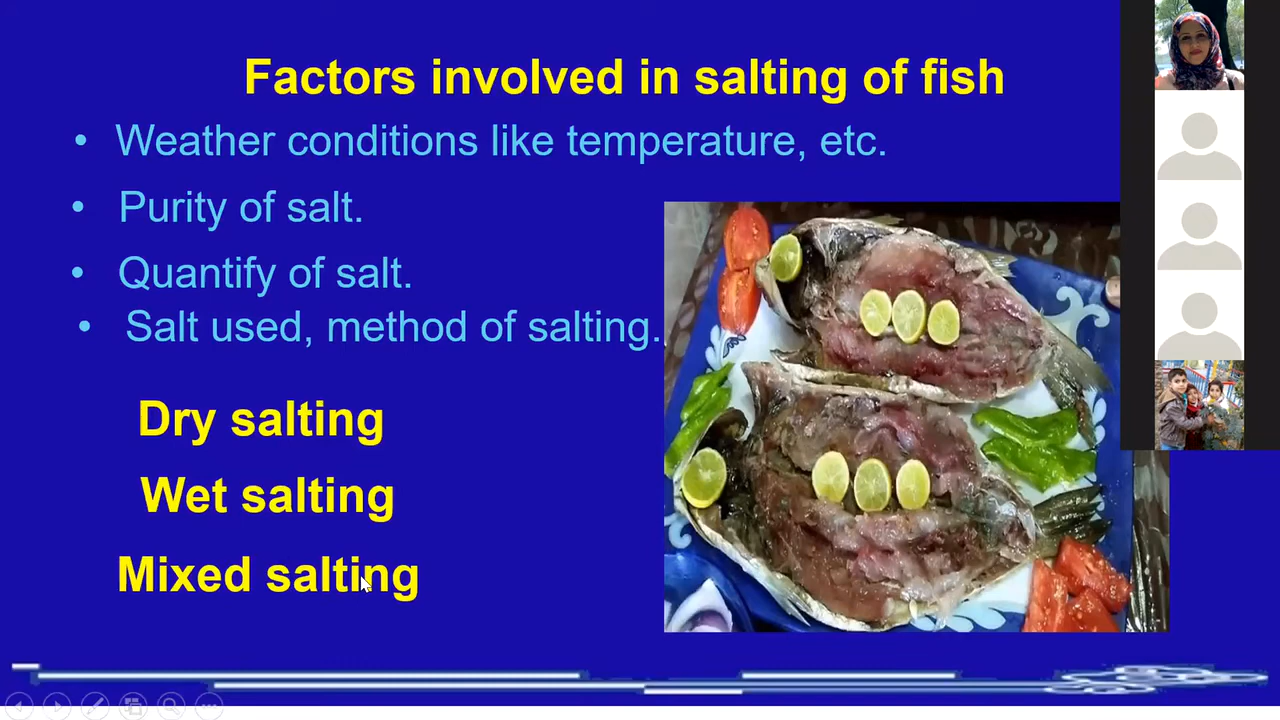 Factors involved in salting of fish
• Weather conditions like temperature, etc.
• Purity of salt.
• Quantify of salt.
• Salt used, method of salting.
Dry salting
Wet salting
Mixed salting